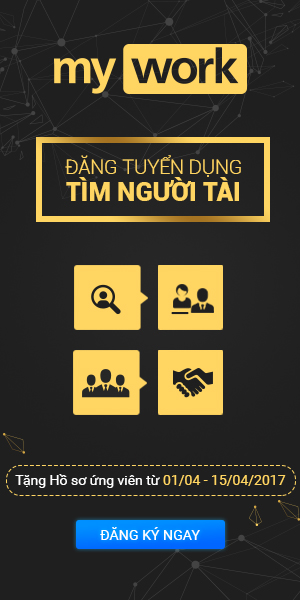 my work
ĐĂNG TUYỂN DỤNG
TÌM NGƯỜI TÀI
Tặng Hồ sơ ứng viên từ 01/04 - 15/04/2017
ĐĂNG KÝ NGAY